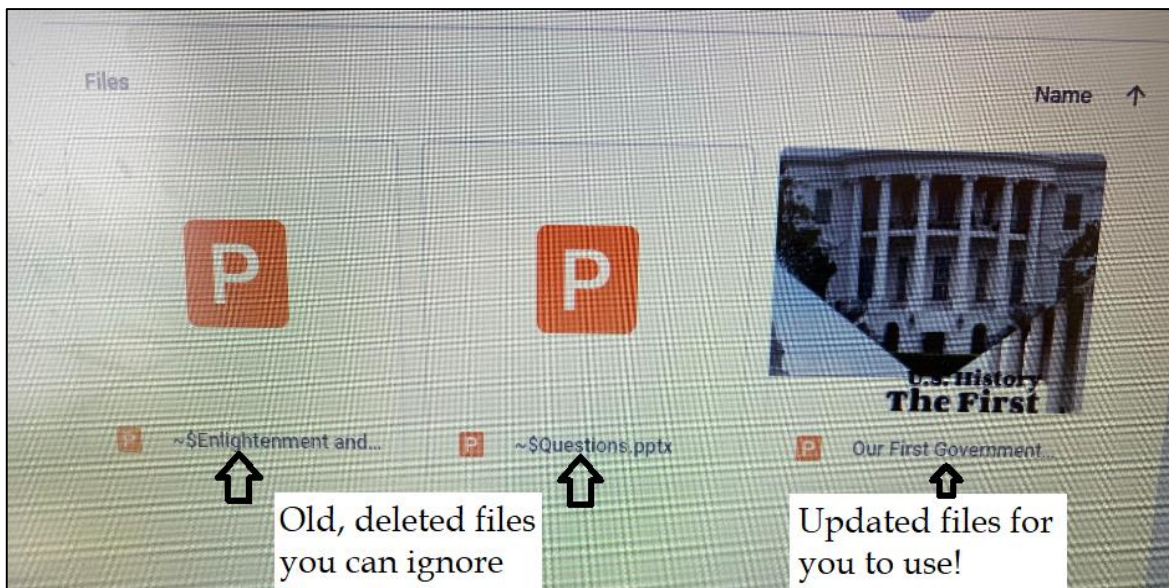 Files
Name ↑
P
P
U.S. History
The First
P ~$Enlightenment and...
P ~$Questions.pptx
P Our First Government...
Old, deleted files
you can ignore
Updated files for
you to use!